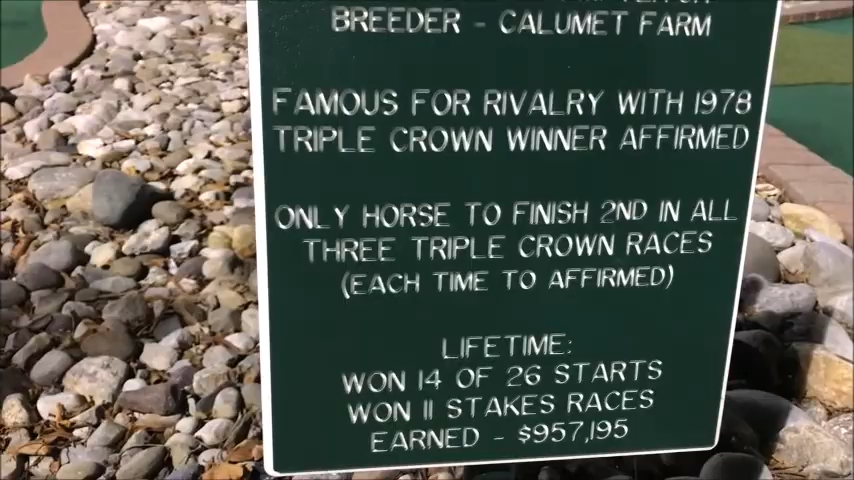 BREEDER - CALUMET FARM
FAMOUS FOR RIVALRY WITH 1978
TRIPLE CROWN WINNER AFFIRMED
ONLY HORSE TO FINISH 2ND IN ALL
THREE TRIPLE CROWN RACES
(EACH TIME TO AFFIRMED)
LIFETIME:
WON 14 OF 26 STARTS
WON 11 STAKES RACES
EARNED - $957,195